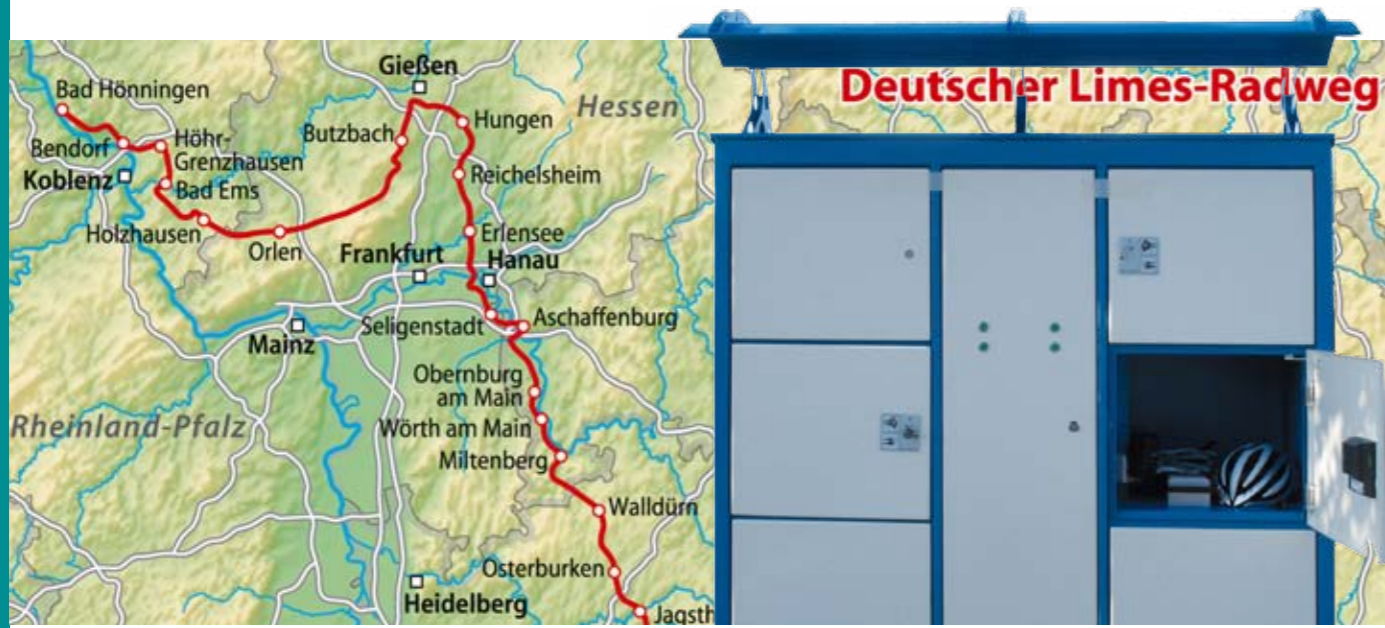 Deutscher Limes-Radweg
Gießen
Hessen
Bad Hönningen
Hungen
Butzbach
Höhr-
Grenzhausen
Bendorf
Koblenz
Bad Ems
Reichelsheim
Holzhausen
Orlen
Erlensee
Frankfurt
Hanau
Seligenstadt
Aschaffenburg
Mainz
Obernburg
am Main
Rheinland-Pfalz
Wörth am Main
Miltenberg
Walldürn
Osterburken
Heidelberg
Jagsth